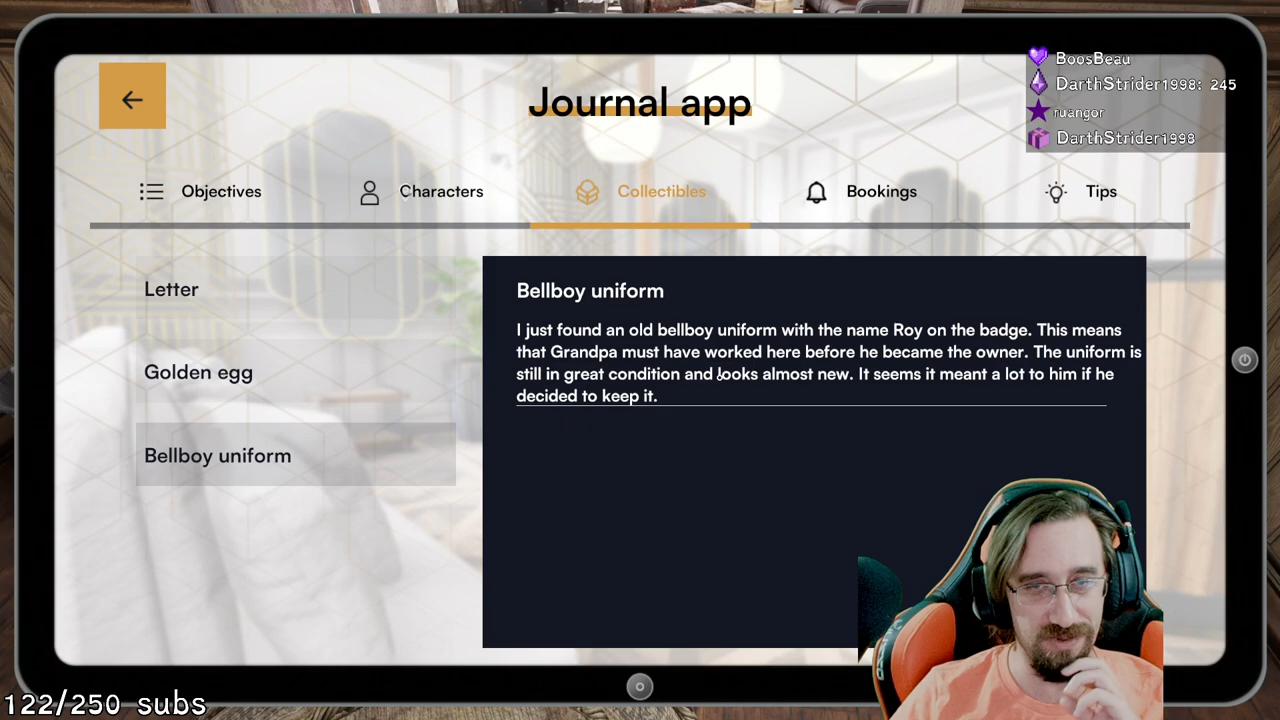 Journal app
BoosBeau
DarthStrider1998: 245
ruangor
DarthStrider1998
Objectives
Characters
Collectibles
Bookings
Tips
Letter
Golden egg
Bellboy uniform
Bellboy uniform
I just found an old bellboy uniform with the name Roy on the badge. This means
that Grandpa must have worked here before he became the owner. The uniform is
still in great condition and looks almost new. It seems it meant a lot to him if he
decided to keep it.
122/250 subs